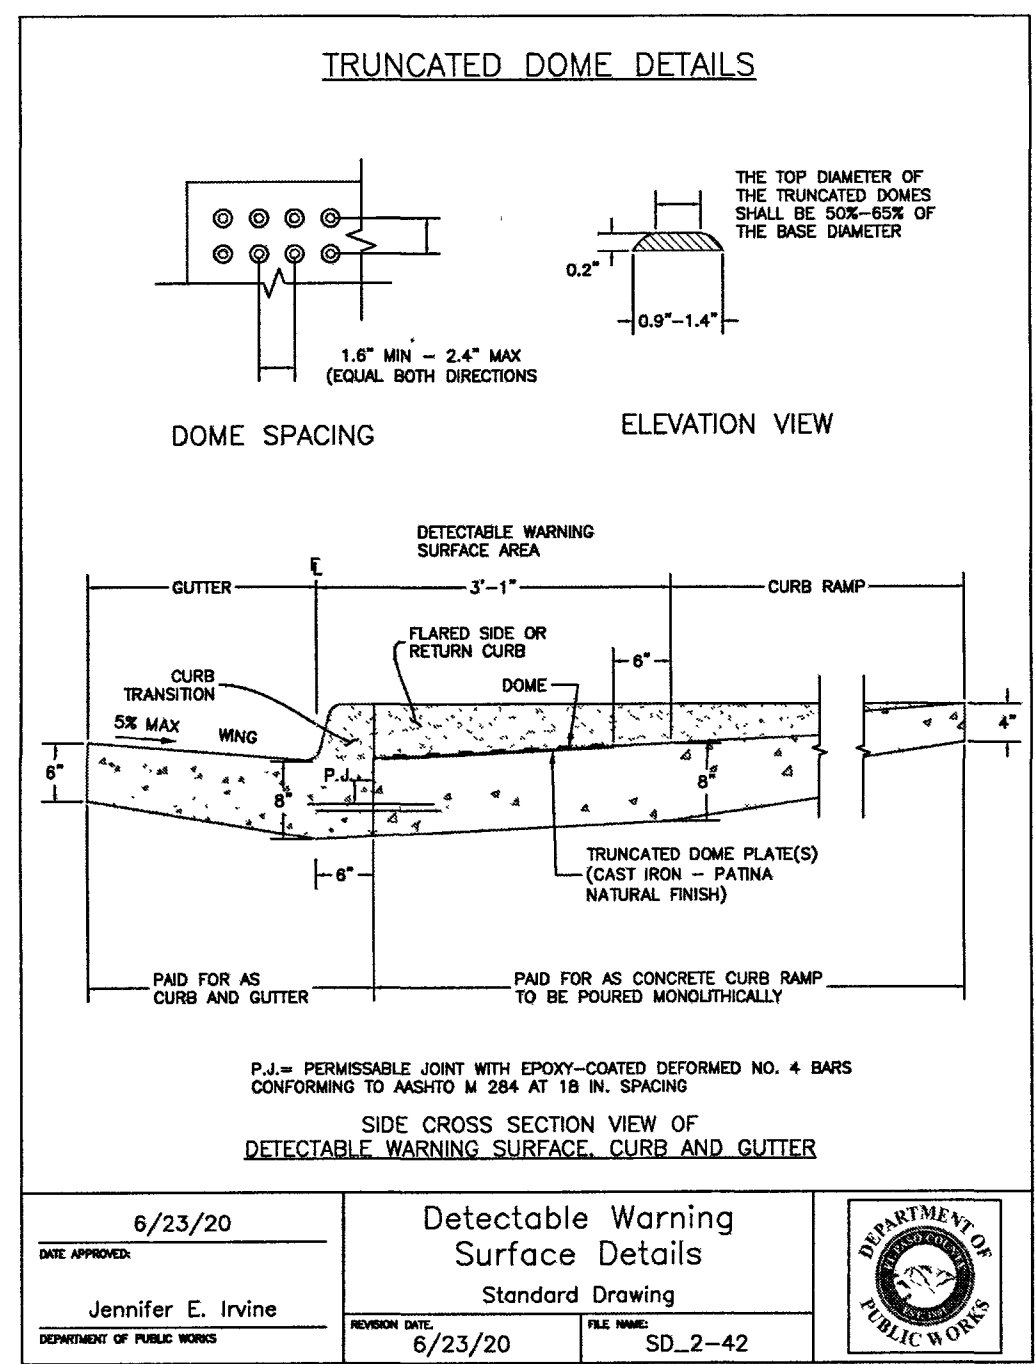 TRUNCATED DOME DETAILS
THE TOP DIAMETER OF
THE TRUNCATED DOMES
SHALL BE 50%-65% OF
THE BASE DIAMETER
0.2"
0.9"-1.4"
1.6" MIN - 2.4" MAX
(EQUAL BOTH DIRECTIONS
DOME SPACING
ELEVATION VIEW
DETECTABLE WARNING
SURFACE AREA
GUTTER
3'-1"
CURB RAMP
FLARED SIDE OR
RETURN CURB
6"
CURB
TRANSITION
DOME
5% MAX
WING
4"
6"
P.J.
8"
8"
TRUNCATED DOME PLATE(S)
(CAST IRON - PATINA
NATURAL FINISH)
6"
PAID FOR AS
CURB AND GUTTER
PAID FOR AS CONCRETE CURB RAMP
TO BE POURED MONOLITHICALLY
P.J.= PERMISSABLE JOINT WITH EPOXY-COATED DEFORMED NO. 4 BARS
CONFORMING TO AASHTO M 284 AT 18 IN. SPACING
SIDE CROSS SECTION VIEW OF
DETECTABLE WARNING SURFACE, CURB AND GUTTER
6/23/20
DATE APPROVED:
Jennifer E. Irvine
DEPARTMENT OF PUBLIC WORKS
Detectable Warning
Surface Details
Standard Drawing
REVISION DATE:
6/23/20
FILE NAME:
SD_2-42
DEPARTMENT OF
EL PASO COUNTY
PUBLIC WORKS